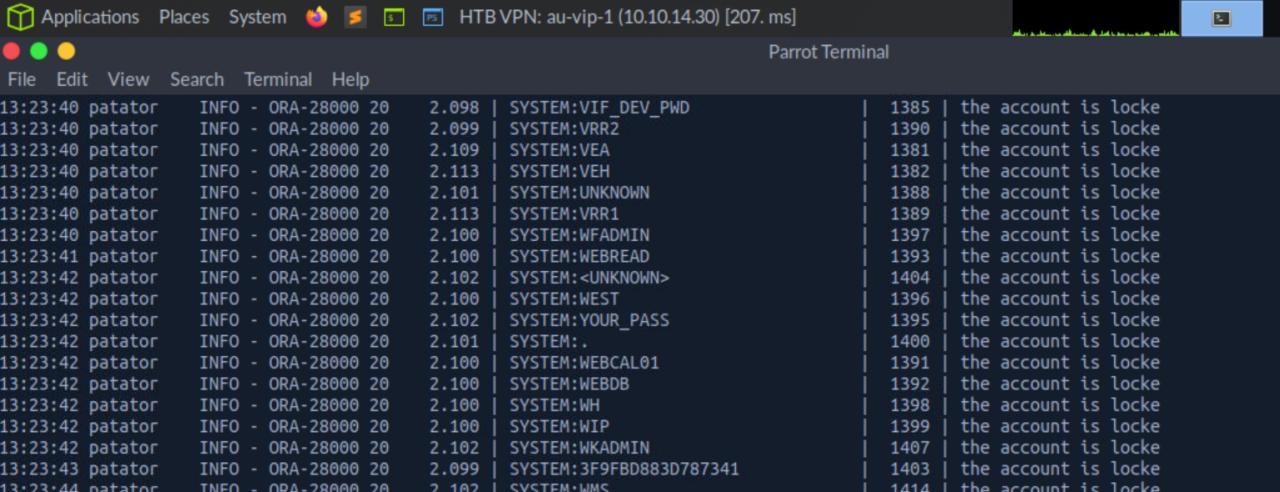 Applications Places System HTB VPN: au-vip-1 (10.10.14.30) [207. ms]
Parrot Terminal
File Edit View Search Terminal Help
13:23:40 patator INFO - ORA-28000 20 2.098 | SYSTEM:VIF_DEV_PWD | 1385 | the account is locke
13:23:40 patator INFO - ORA-28000 20 2.099 | SYSTEM:VRR2 | 1390 | the account is locke
13:23:40 patator INFO - ORA-28000 20 2.109 | SYSTEM:VEA | 1381 | the account is locke
13:23:40 patator INFO - ORA-28000 20 2.113 | SYSTEM:VEH | 1382 | the account is locke
13:23:40 patator INFO - ORA-28000 20 2.101 | SYSTEM:UNKNOWN | 1388 | the account is locke
13:23:40 patator INFO - ORA-28000 20 2.113 | SYSTEM:VRR1 | 1389 | the account is locke
13:23:40 patator INFO - ORA-28000 20 2.100 | SYSTEM:WFADMIN | 1397 | the account is locke
13:23:41 patator INFO - ORA-28000 20 2.100 | SYSTEM:WEBREAD | 1393 | the account is locke
13:23:42 patator INFO - ORA-28000 20 2.102 | SYSTEM:<UNKNOWN> | 1404 | the account is locke
13:23:42 patator INFO - ORA-28000 20 2.100 | SYSTEM:WEST | 1396 | the account is locke
13:23:42 patator INFO - ORA-28000 20 2.102 | SYSTEM:YOUR_PASS | 1395 | the account is locke
13:23:42 patator INFO - ORA-28000 20 2.101 | SYSTEM:. | 1400 | the account is locke
13:23:42 patator INFO - ORA-28000 20 2.100 | SYSTEM:WEBCAL01 | 1391 | the account is locke
13:23:42 patator INFO - ORA-28000 20 2.100 | SYSTEM:WEBDB | 1392 | the account is locke
13:23:42 patator INFO - ORA-28000 20 2.100 | SYSTEM:WH | 1398 | the account is locke
13:23:42 patator INFO - ORA-28000 20 2.100 | SYSTEM:WIP | 1399 | the account is locke
13:23:42 patator INFO - ORA-28000 20 2.102 | SYSTEM:WKADMIN | 1407 | the account is locke
13:23:43 patator INFO - ORA-28000 20 2.099 | SYSTEM:3F9FBD883D787341 | 1403 | the account is locke
13:23:44 patator INFO - ORA-28000 20 2.102 | SYSTEM:WMS | 1414 | the account is locke